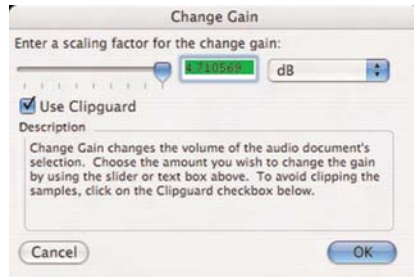 Change Gain
Enter a scaling factor for the change gain:
4.710569 dB
Use Clipguard
Description
Change Gain changes the volume of the audio document's
selection. Choose the amount you wish to change the gain
by using the slider or text box above. To avoid clipping the
samples, click on the Clipguard checkbox below.
Cancel OK